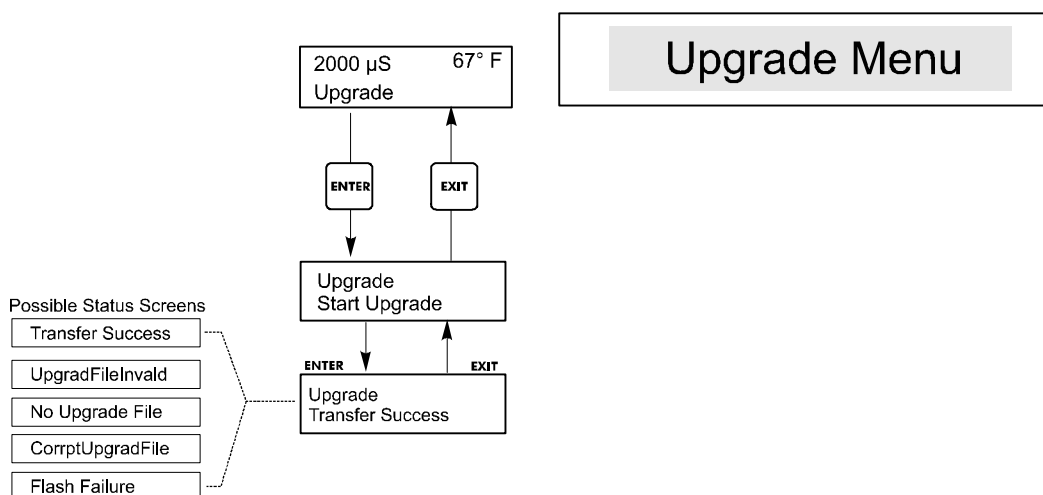 Upgrade Menu
2000 µS 67° F
Upgrade
ENTER EXIT
Upgrade
Start Upgrade
ENTER EXIT
Upgrade
Transfer Success
Possible Status Screens
Transfer Success
UpgradFileInvald
No Upgrade File
CorrptUpgradFile
Flash Failure